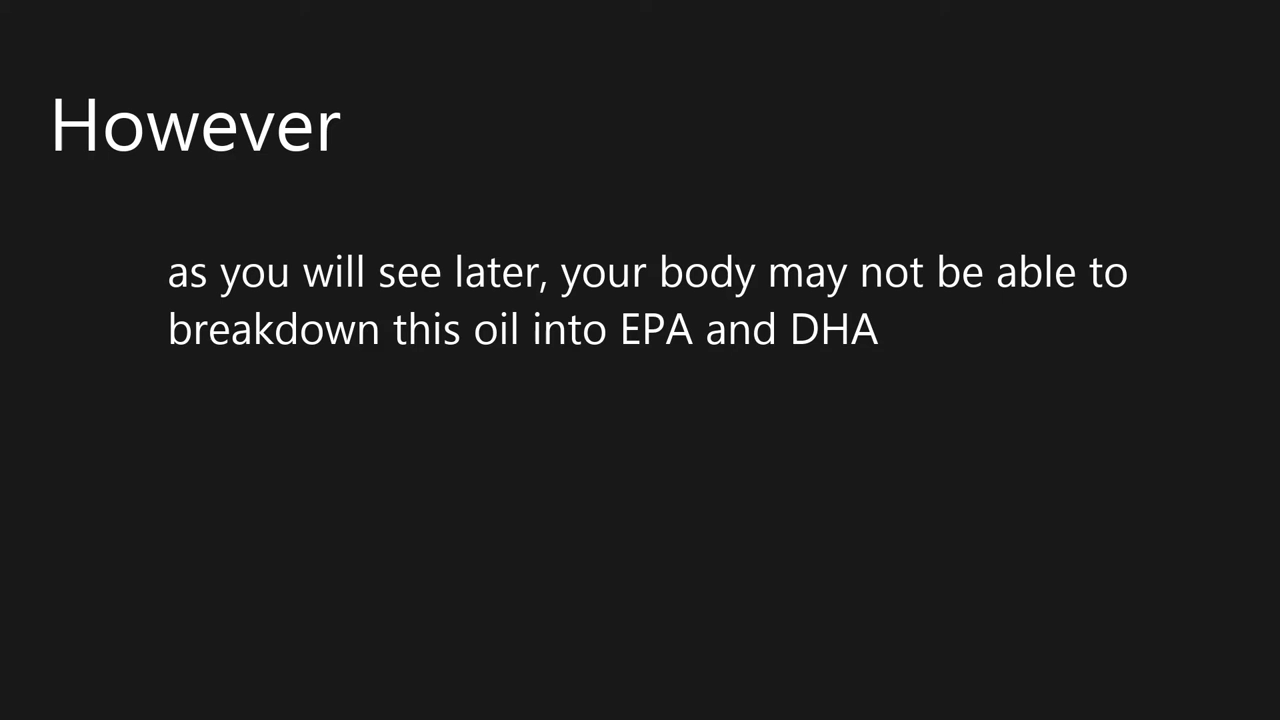 However
as you will see later, your body may not be able to
breakdown this oil into EPA and DHA